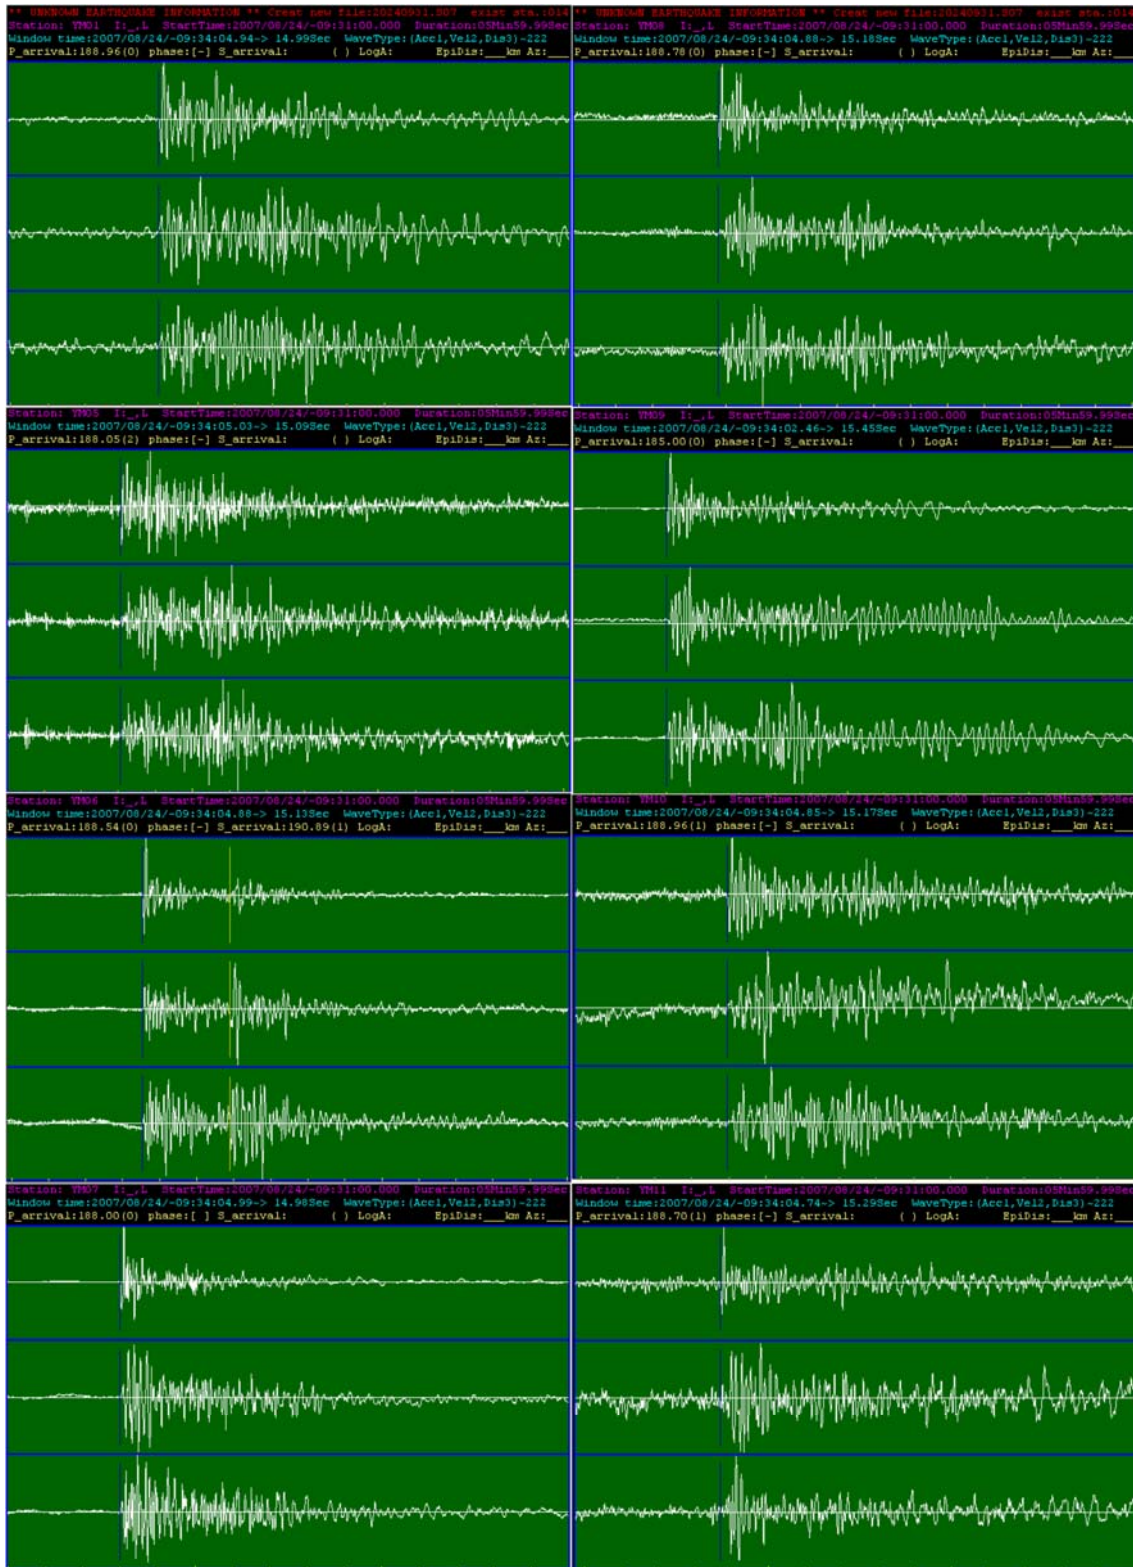 ** UNKNOWN EARTHQUAKE INFORMATION ** Creat new file:20240931.S07 exist sta.:014
Station: YM01 I:_,L StartTime:2007/08/24/-09:31:00.000 Duration:05Min59.99Sec
Window time:2007/08/24/-09:34:04.94-> 14.99Sec WaveType:(Acc1,Vel2,Dis3)-222
P_arrival:188.96(0) phase:[-] S_arrival: ( ) LogA: EpiDis:___km Az:___
Station: YM05 I:_,L StartTime:2007/08/24/-09:31:00.000 Duration:05Min59.99Sec
Window time:2007/08/24/-09:34:05.03-> 15.09Sec WaveType:(Acc1,Vel2,Dis3)-222
P_arrival:188.05(2) phase:[-] S_arrival: ( ) LogA: EpiDis:___km Az:___
Station: YM06 I:_,L StartTime:2007/08/24/-09:31:00.000 Duration:05Min59.99Sec
Window time:2007/08/24/-09:34:04.88-> 15.13Sec WaveType:(Acc1,Vel2,Dis3)-222
P_arrival:188.54(0) phase:[-] S_arrival:190.89(1) LogA: EpiDis:___km Az:___
Station: YM07 I:_,L StartTime:2007/08/24/-09:31:00.000 Duration:05Min59.99Sec
Window time:2007/08/24/-09:34:04.99-> 14.98Sec WaveType:(Acc1,Vel2,Dis3)-222
P_arrival:188.00(0) phase:[ ] S_arrival: ( ) LogA: EpiDis:___km Az:___
** UNKNOWN EARTHQUAKE INFORMATION ** Creat new file:20240931.S07 exist sta.:014
Station: YM08 I:_,L StartTime:2007/08/24/-09:31:00.000 Duration:05Min59.99Sec
Window time:2007/08/24/-09:34:04.88-> 15.18Sec WaveType:(Acc1,Vel2,Dis3)-222
P_arrival:188.78(0) phase:[-] S_arrival: ( ) LogA: EpiDis:___km Az:___
Station: YM09 I:_,L StartTime:2007/08/24/-09:31:00.000 Duration:05Min59.99Sec
Window time:2007/08/24/-09:34:02.46-> 15.45Sec WaveType:(Acc1,Vel2,Dis3)-222
P_arrival:185.00(0) phase:[-] S_arrival: ( ) LogA: EpiDis:___km Az:___
Station: YM10 I:_,L StartTime:2007/08/24/-09:31:00.000 Duration:05Min59.99Sec
Window time:2007/08/24/-09:34:04.85-> 15.17Sec WaveType:(Acc1,Vel2,Dis3)-222
P_arrival:188.96(1) phase:[-] S_arrival: ( ) LogA: EpiDis:___km Az:___
Station: YM11 I:_,L StartTime:2007/08/24/-09:31:00.000 Duration:05Min59.99Sec
Window time:2007/08/24/-09:34:04.74-> 15.29Sec WaveType:(Acc1,Vel2,Dis3)-222
P_arrival:188.70(1) phase:[-] S_arrival: ( ) LogA: EpiDis:___km Az:___